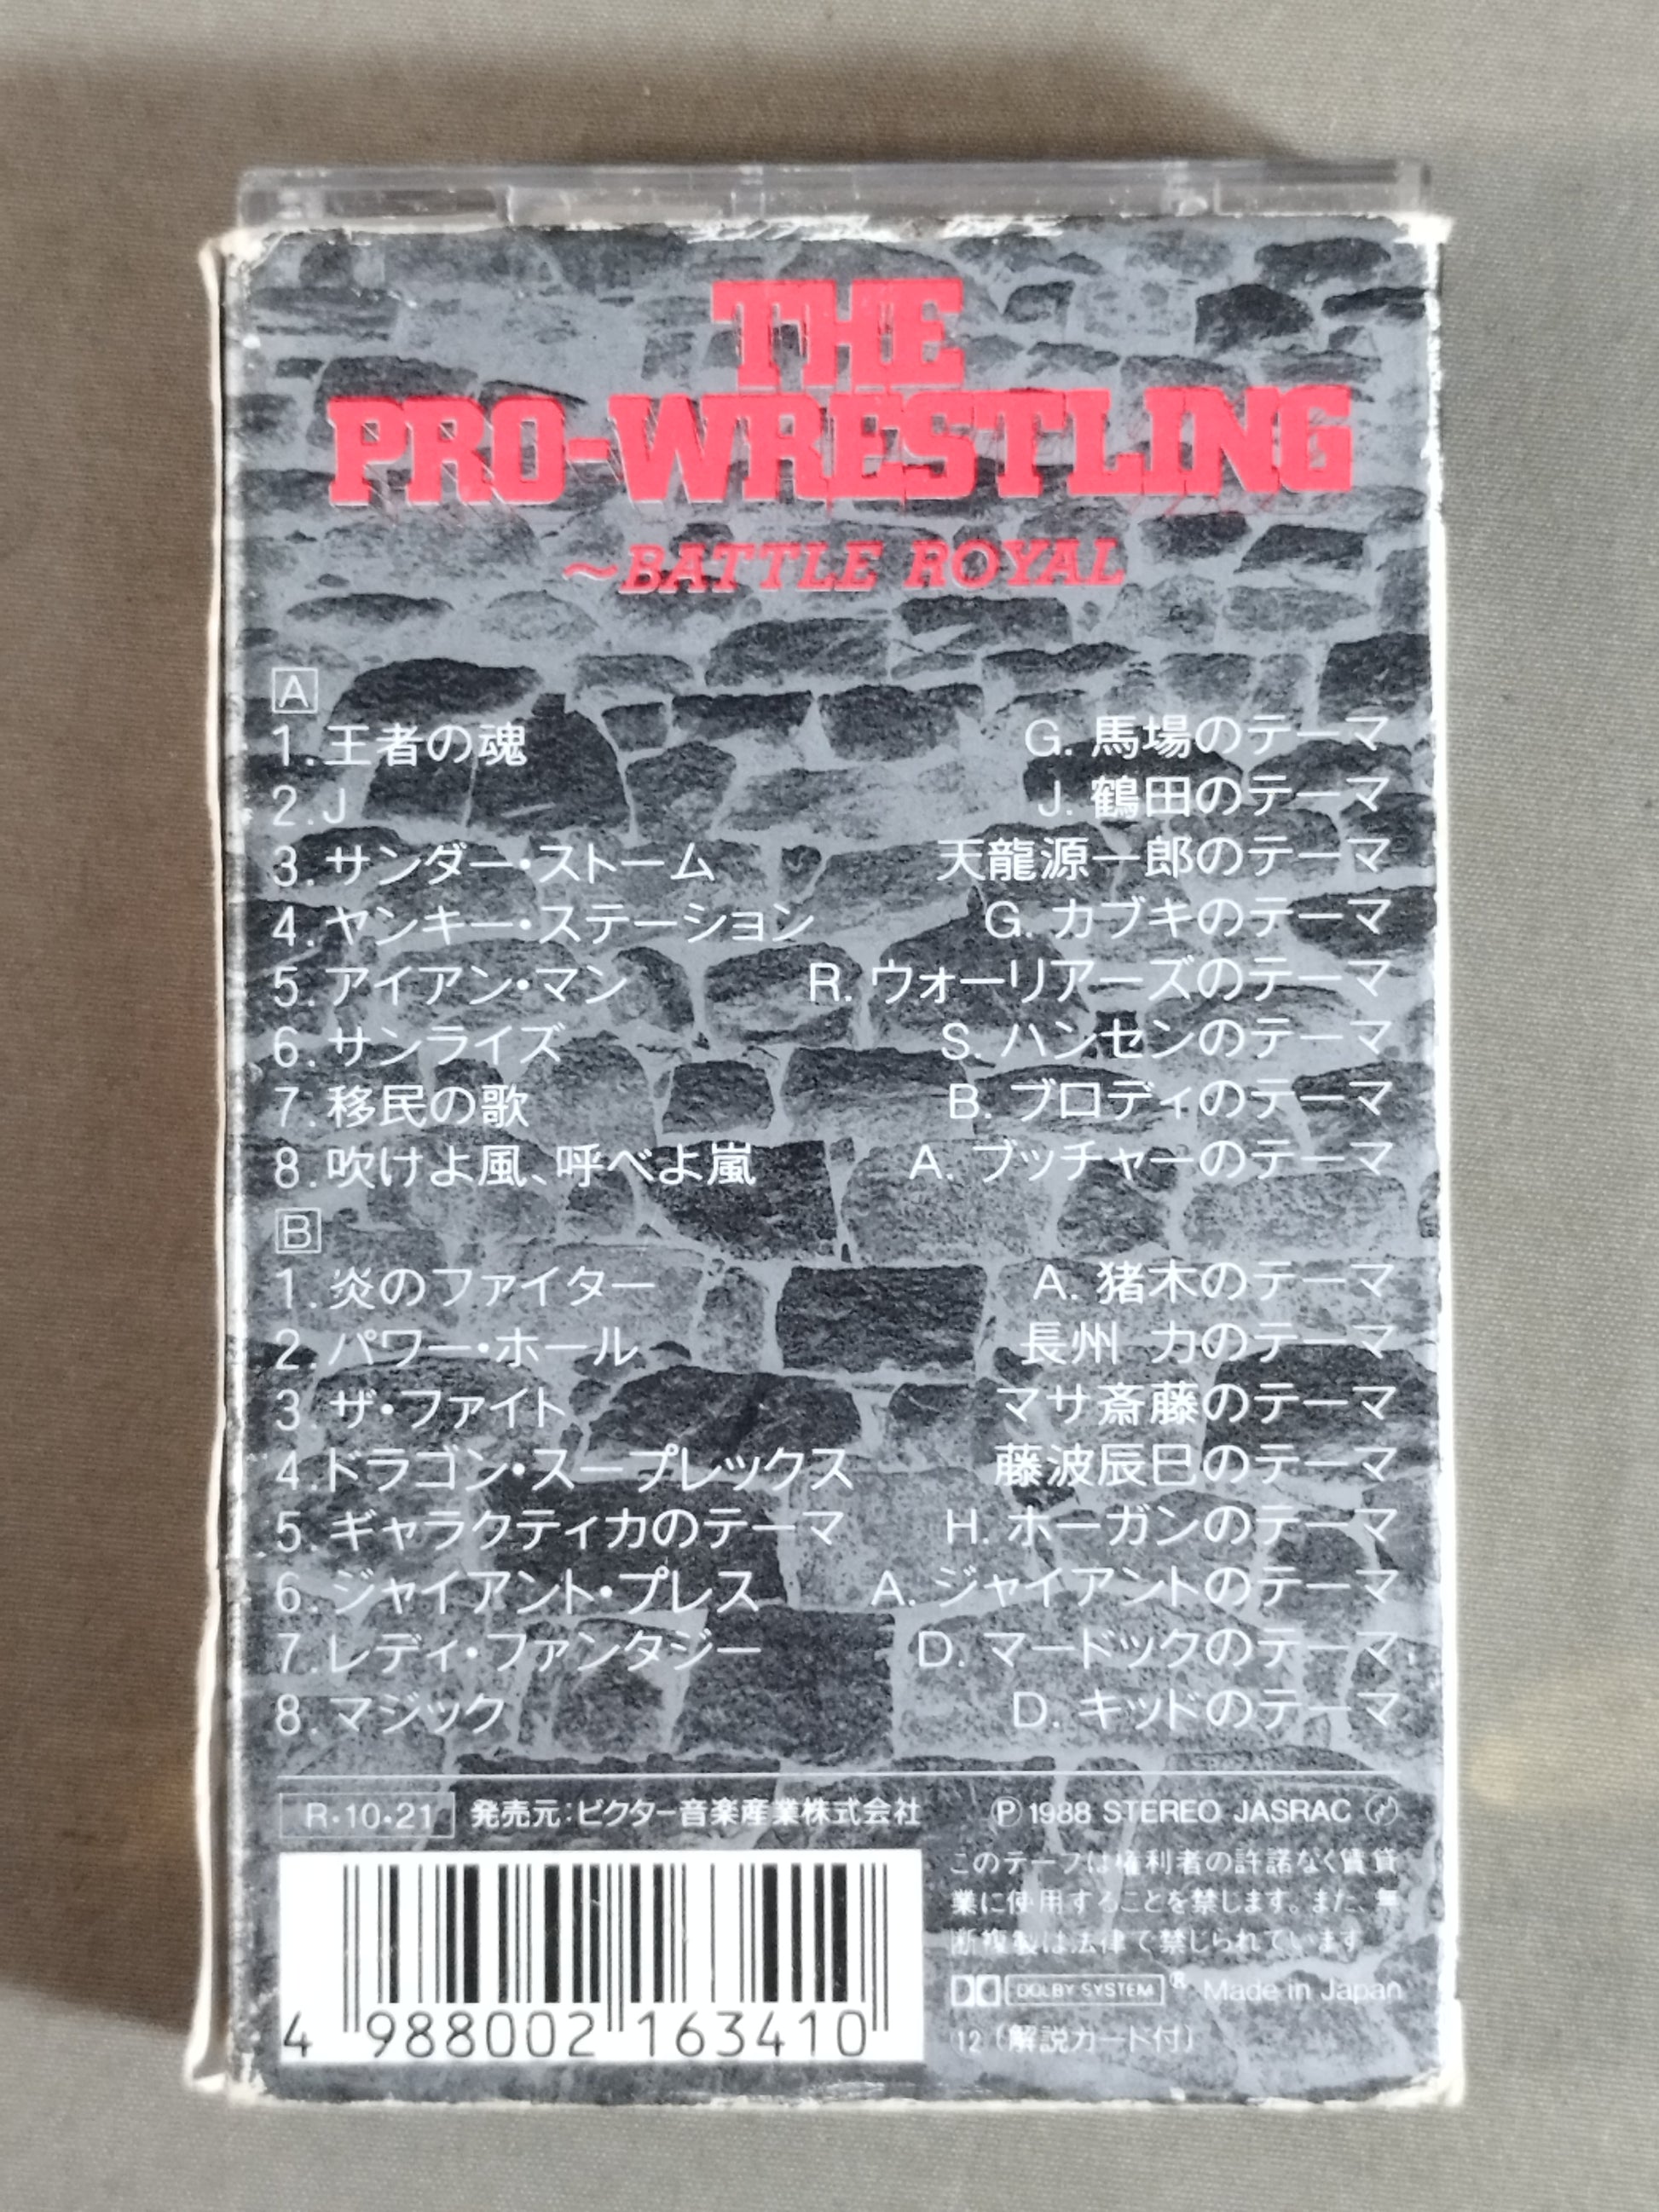 THE
PRO-WRESTLING
~BATTLE ROYAL
A
1.王者の魂 G. 馬場のテーマ
2.J J. 鶴田のテーマ
3.サンダー・ストーム 天龍源一郎のテーマ
4.ヤンキー・ステーション G. カブキのテーマ
5.アイアン・マン R. ウォーリアーズのテーマ
6.サンライズ S. ハンセンのテーマ
7.移民の歌 B. ブロディのテーマ
8.吹けよ風、呼べよ嵐 A. ブッチャーのテーマ
B
1.炎のファイター A. 猪木のテーマ
2.パワー・ホール 長州 力のテーマ
3.ザ・ファイト マサ斎藤のテーマ
4.ドラゴン・スープレックス 藤波辰巳のテーマ
5.ギャラクティカのテーマ H. ホーガンのテーマ
6.ジャイアント・プレス A. ジャイアントのテーマ
7.レディ・ファンタジー D. マードックのテーマ
8.マジック D. キッドのテーマ
R・10・21 発売元:ビクター音楽産業株式会社 Ⓟ1988 STEREO JASRAC
このテープは権利者の許諾なく賃貸
業に使用することを禁じます。また、無
断複製は法律で禁じられています
DOLBY SYSTEM® Made in Japan
12 (解説カード付)
4 988002 163410